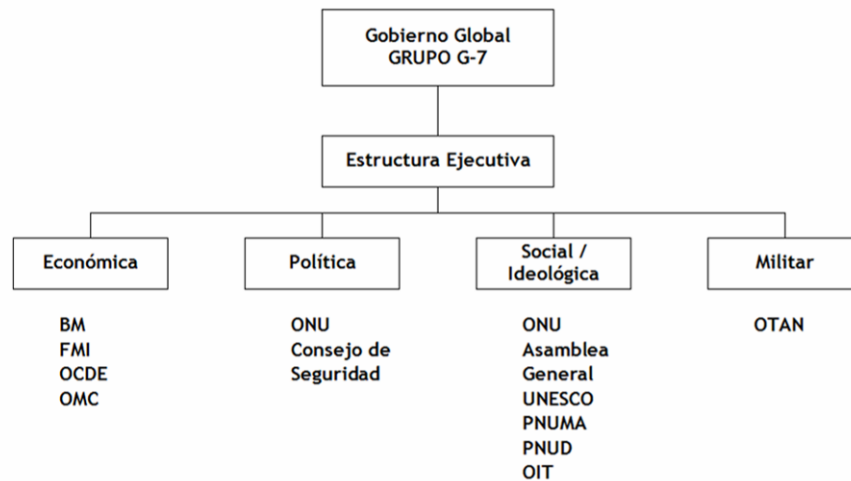 Gobierno Global
GRUPO G-7
Estructura Ejecutiva
Económica
Política
Social /
Ideológica
Militar
BM
FMI
OCDE
OMC
ONU
Consejo de
Seguridad
ONU
Asamblea
General
UNESCO
PNUMA
PNUD
OIT
OTAN